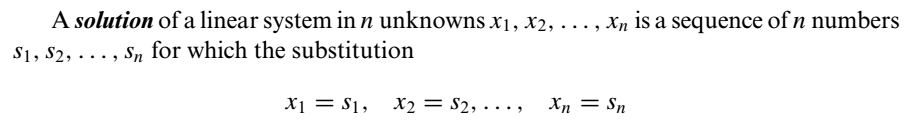 A solution of a linear system in n unknowns x₁, x₂, . . . , xₙ is a sequence of n numbers
s₁, s₂, . . . , sₙ for which the substitution
x₁ = s₁, x₂ = s₂, . . . , xₙ = sₙ